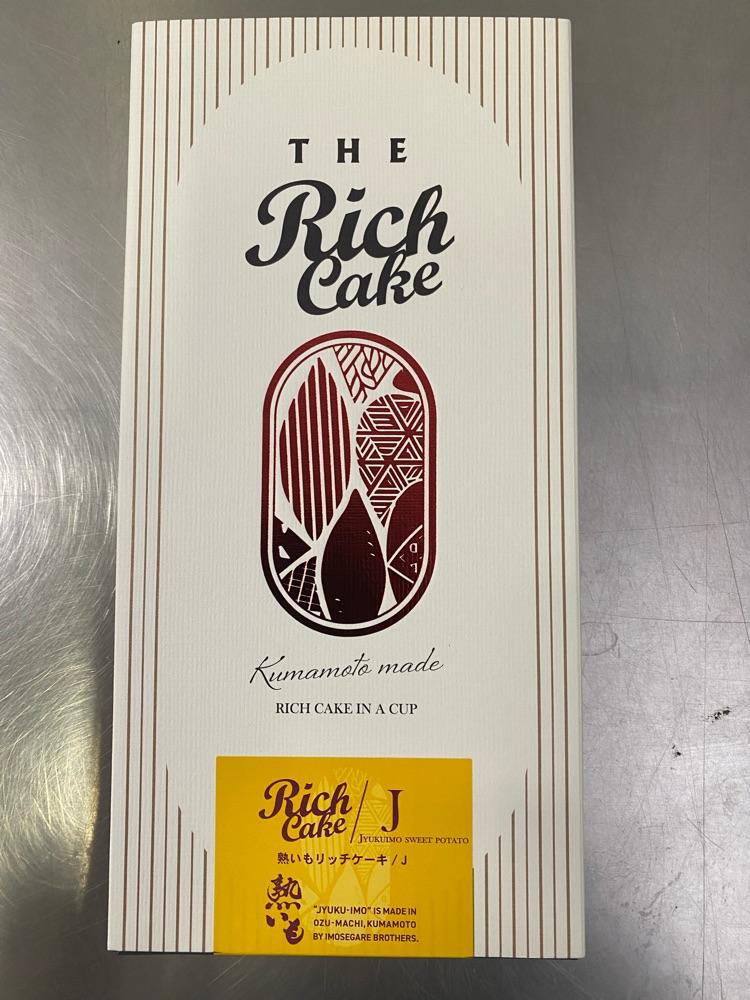 THE
Rich
Cake
Kumamoto made
RICH CAKE IN A CUP
Rich
Cake / J
JYUKUIMO SWEET POTATO
熟いもリッチケーキ / J
熟いも
"JYUKU-IMO" IS MADE IN
OZU-MACHI, KUMAMOTO
BY IMOSEGARE BROTHERS.